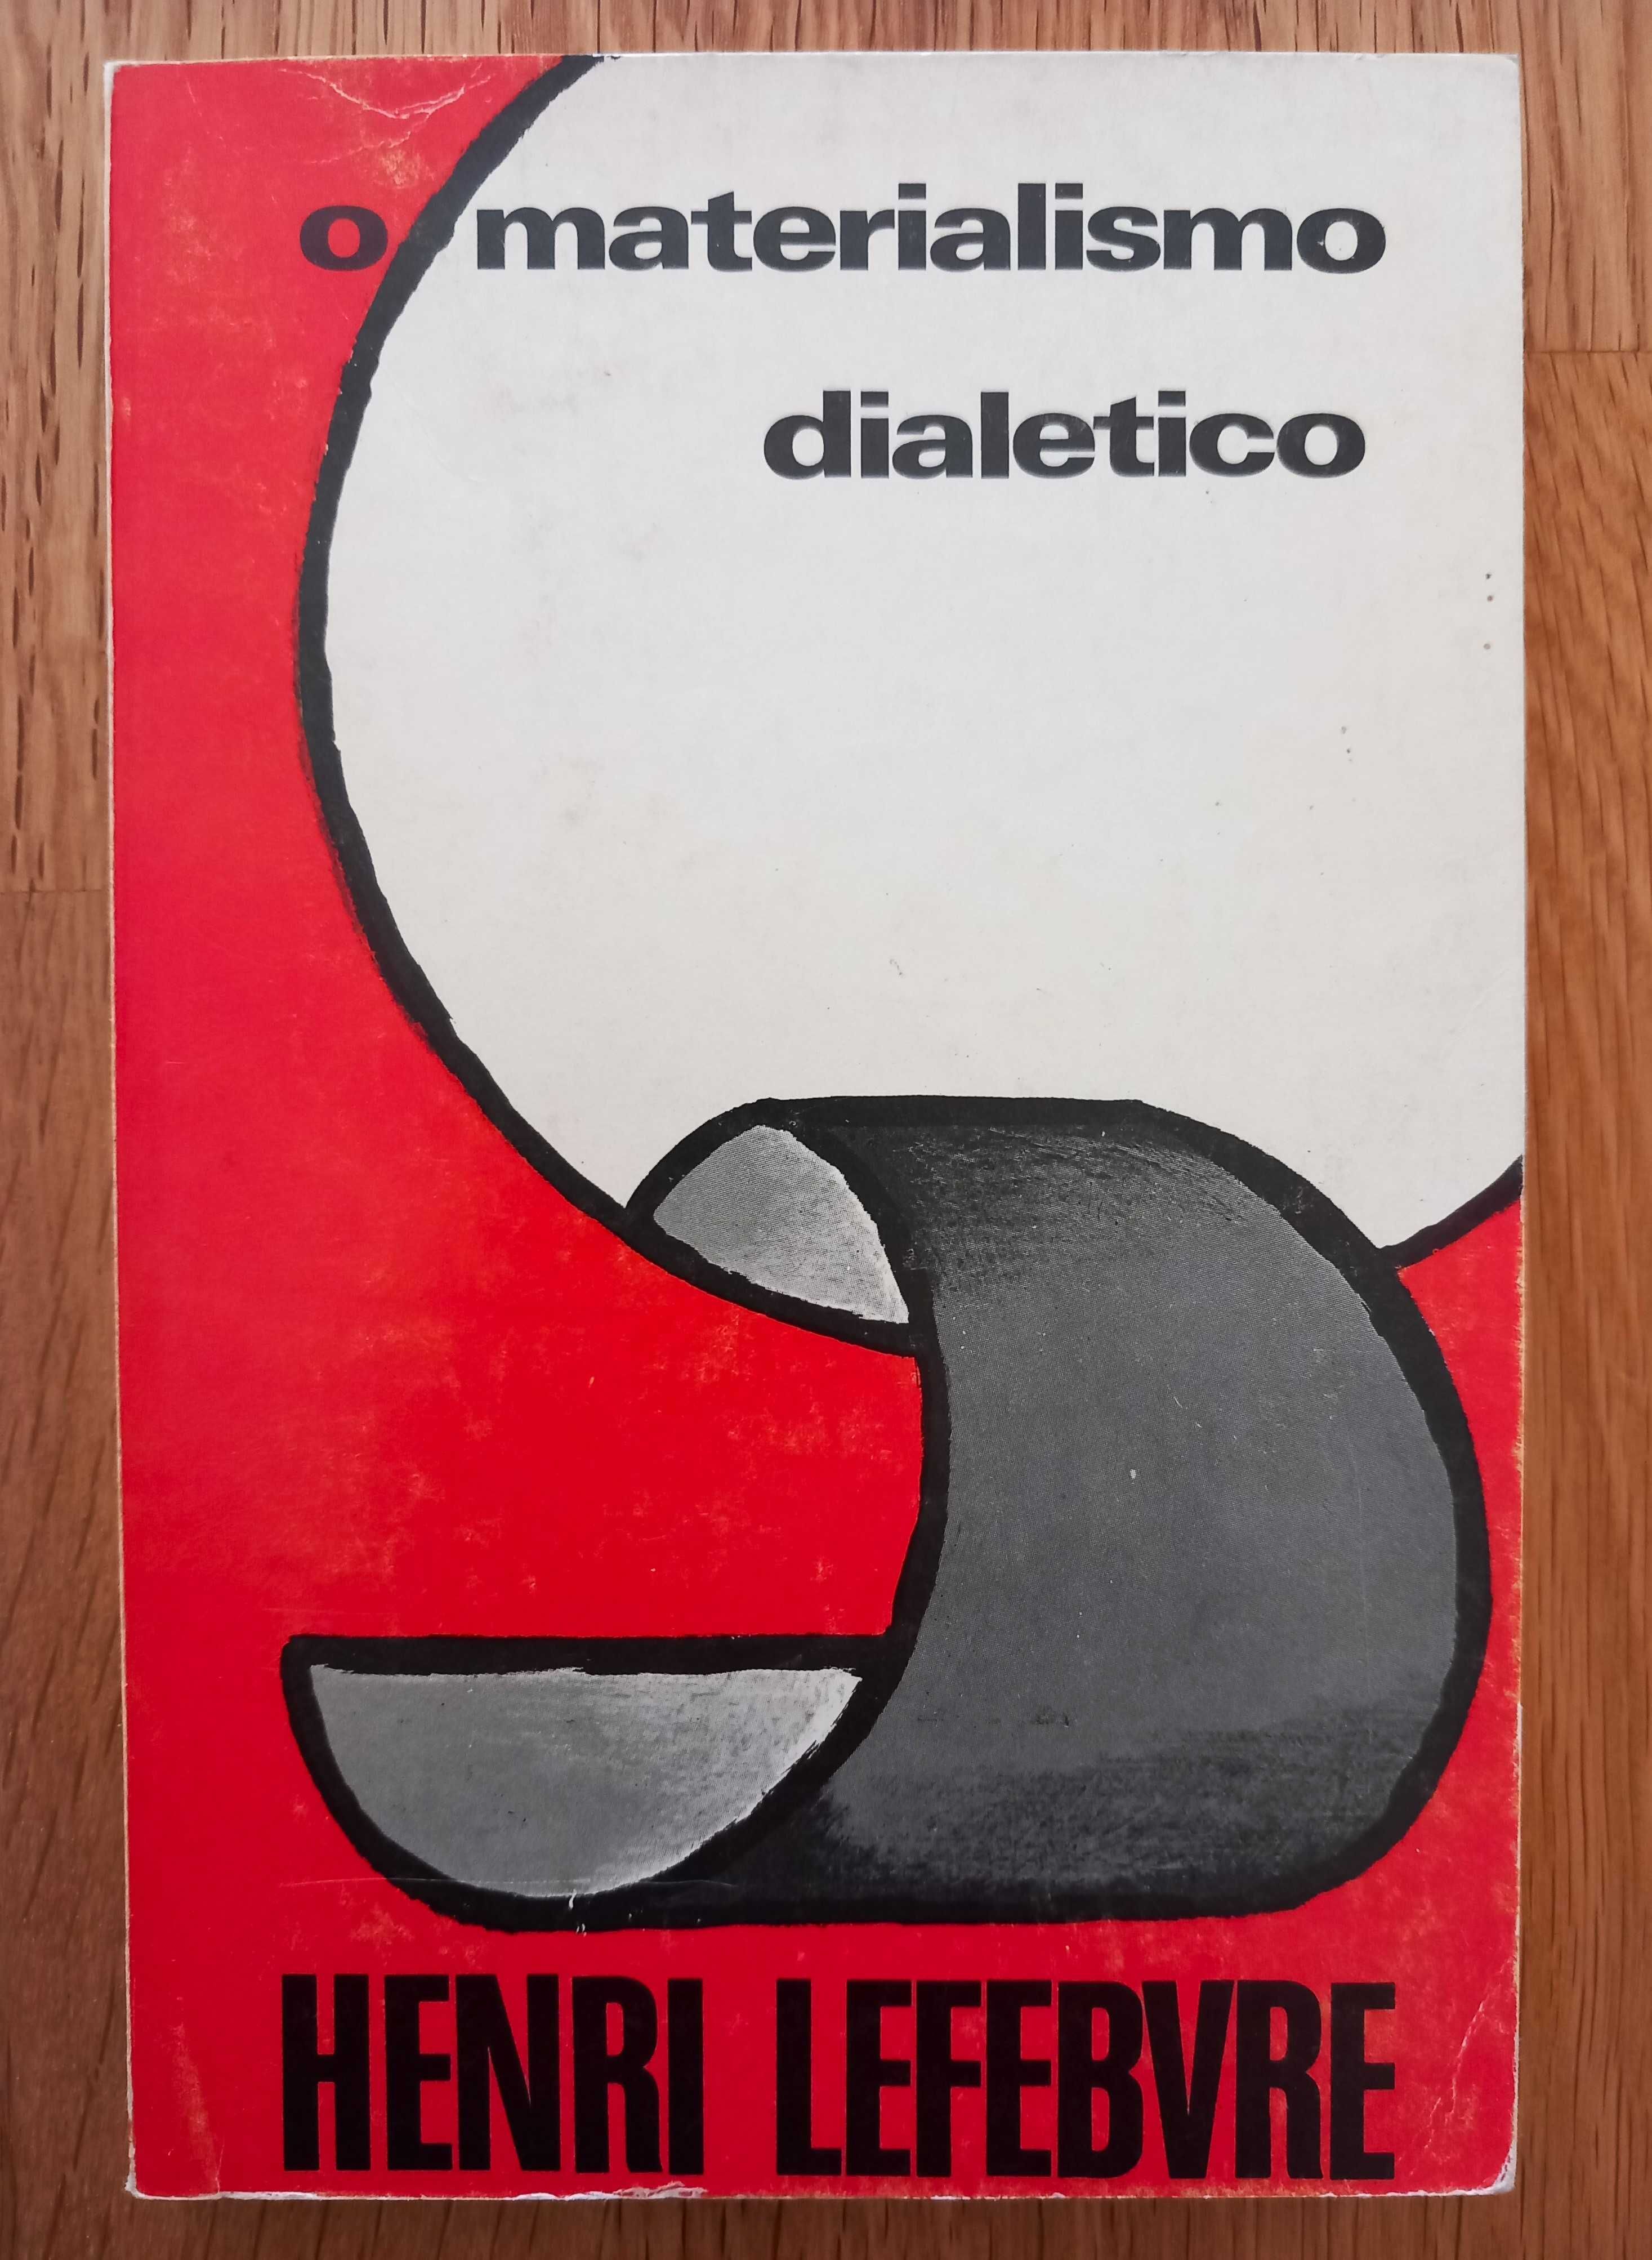 o materialismo
dialetico
HENRI LEFEBVRE